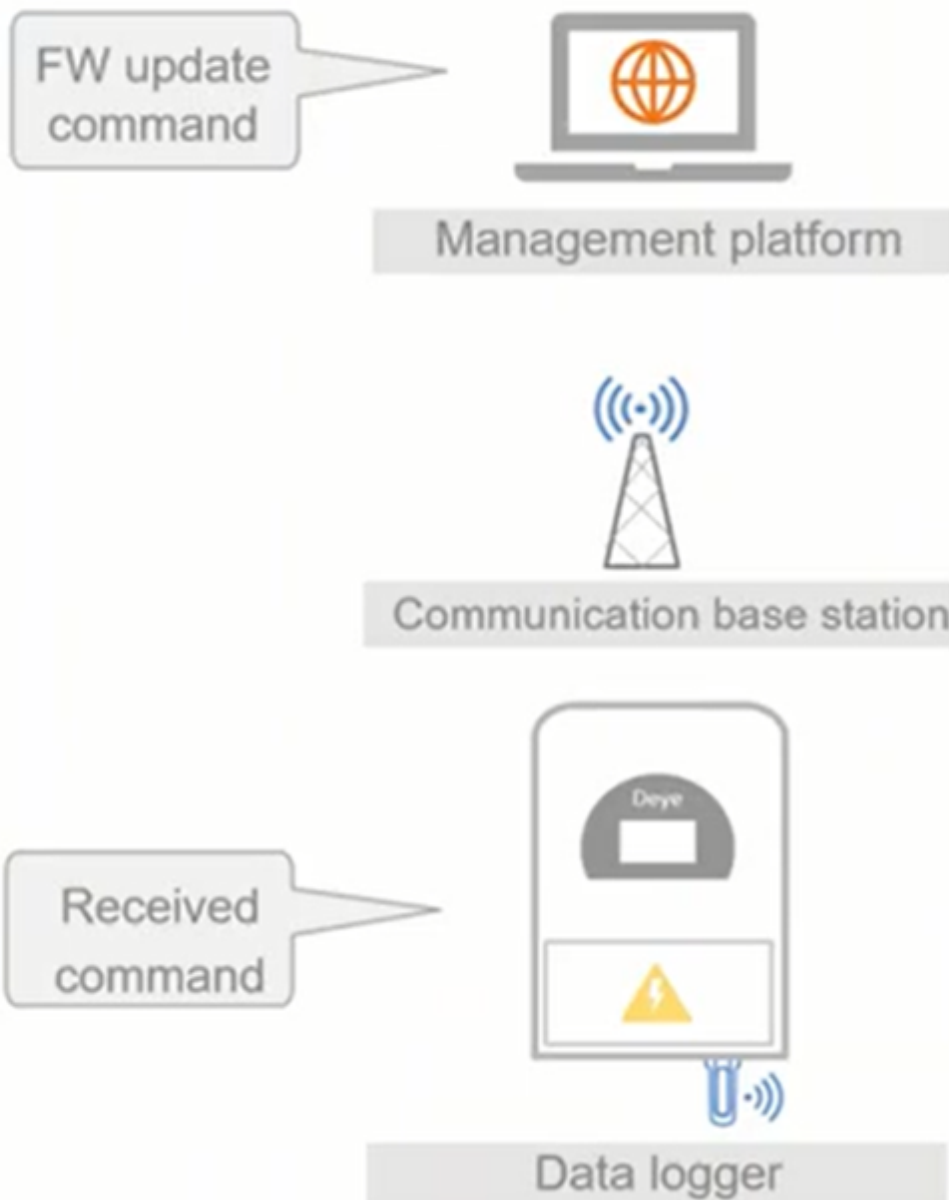 FW update
command
Management platform
Communication base station
Deye
Received
command
Data logger